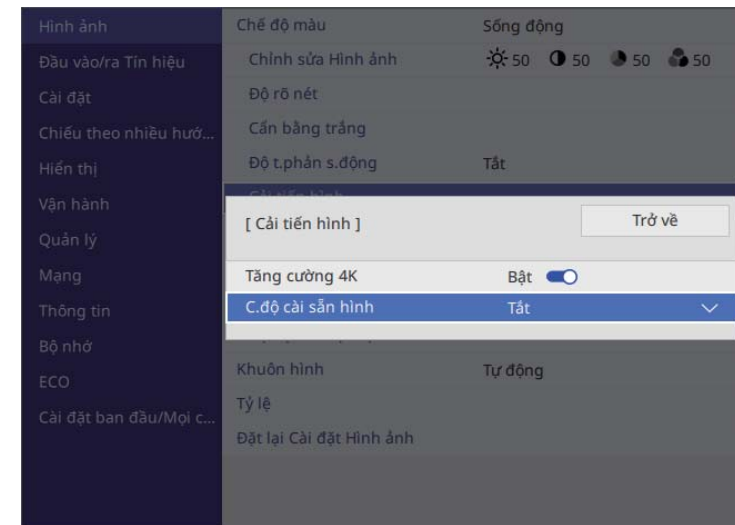 Hình ảnh
Đầu vào/ra Tín hiệu
Cài đặt
Chiếu theo nhiều hướ...
Hiển thị
Vận hành
Quản lý
Mạng
Thông tin
Bộ nhớ
ECO
Cài đặt ban đầu/Mọi c...
Chế độ màu Sống động
Chỉnh sửa Hình ảnh 50 50 50 50
Độ rõ nét
Cân bằng trắng
Độ t.phản s.động Tắt
Cải tiến hình
[ Cải tiến hình ] Trở về
Tăng cường 4K Bật
C.độ cài sẵn hình Tắt
Khuôn hình Tự động
Tỷ lệ
Đặt lại Cài đặt Hình ảnh